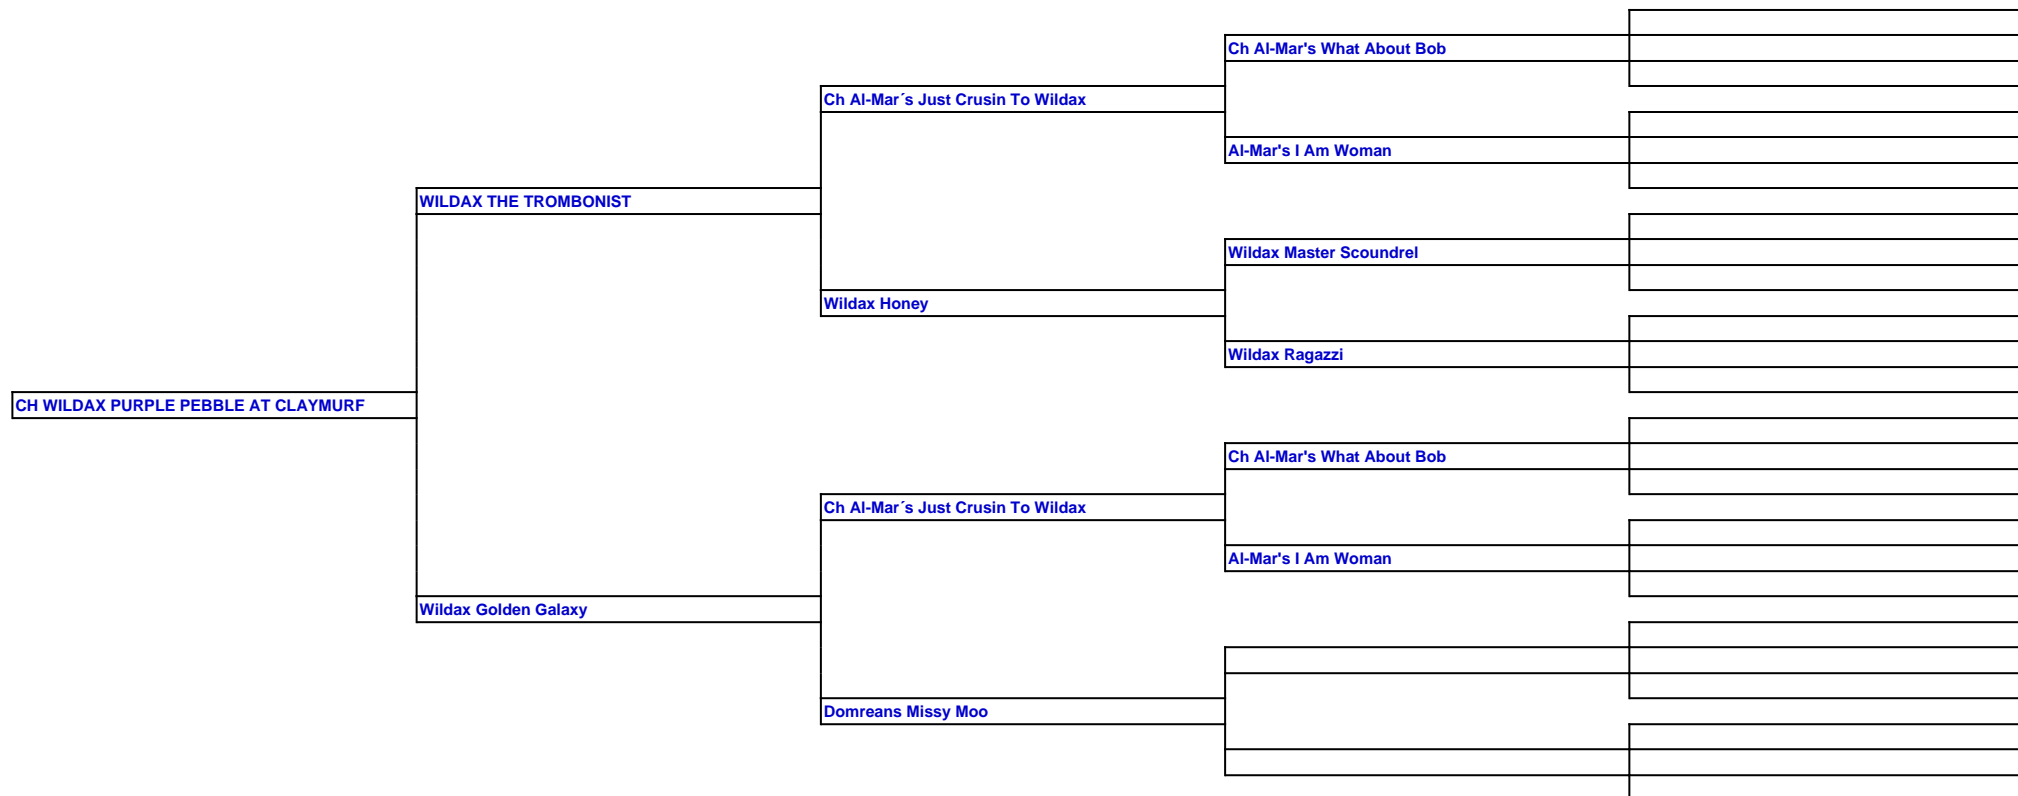 Ch Al-Mar's What About Bob
Ch Al-Mar´s Just Crusin To Wildax
Al-Mar's I Am Woman
WILDAX THE TROMBONIST
Wildax Master Scoundrel
Wildax Honey
Wildax Ragazzi
CH WILDAX PURPLE PEBBLE AT CLAYMURF
Ch Al-Mar's What About Bob
Ch Al-Mar´s Just Crusin To Wildax
Al-Mar's I Am Woman
Wildax Golden Galaxy
Domreans Missy Moo